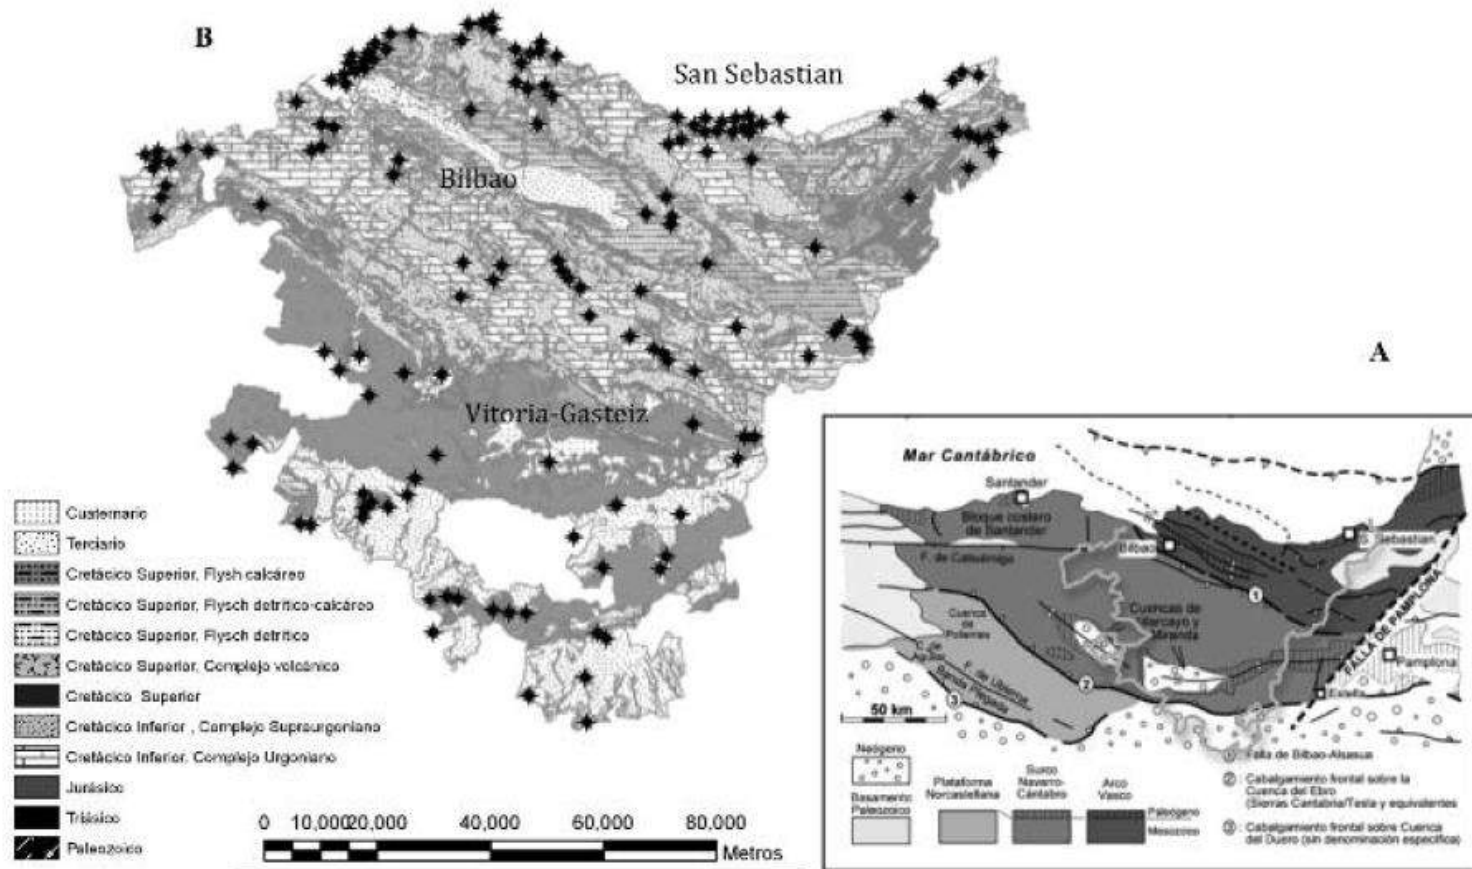 B
San Sebastian
Bilbao
Vitoria-Gasteiz
Cuaternario
Terciario
Cretácico Superior, Flysh calcáreo
Cretácico Superior, Flysch detrítico-calcáreo
Cretácico Superior, Flysch detrítico
Cretácico Superior, Complejo volcánico
Cretácico Superior
Cretácico Inferior , Complejo Supraurgoniano
Cretácico Inferior, Complejo Urgoniano
Jurásico
Triásico
Paleozoico
0 10,000 20,000 40,000 60,000 80,000
Metros
A
Mar Cantábrico
Santander
Bloque costero
de Santander
Bilbao
S. Sebastian
F. de Cabuérniga
1
Cuencas de
Villarcayo y
Miranda
Cuenca
de
Polientes
FALLA DE PAMPLONA
Pamplona
F. de Ubierna
Banda Plegada
2
3
Estella
50 km
Neógeno
Basamento
Paleozoico
Plataforma
Norcastellana
Surco
Navarro-
Cántabro
Arco
Vasco
Paleógeno
Mesozoico
1 : Falla de Bilbao-Alsasua
2 : Cabalgamiento frontal sobre la
Cuenca del Ebro
(Sierras Cantabria/Tesla y equivalentes
3 : Cabalgamiento frontal sobre Cuenca
del Duero (sin denominación específica)